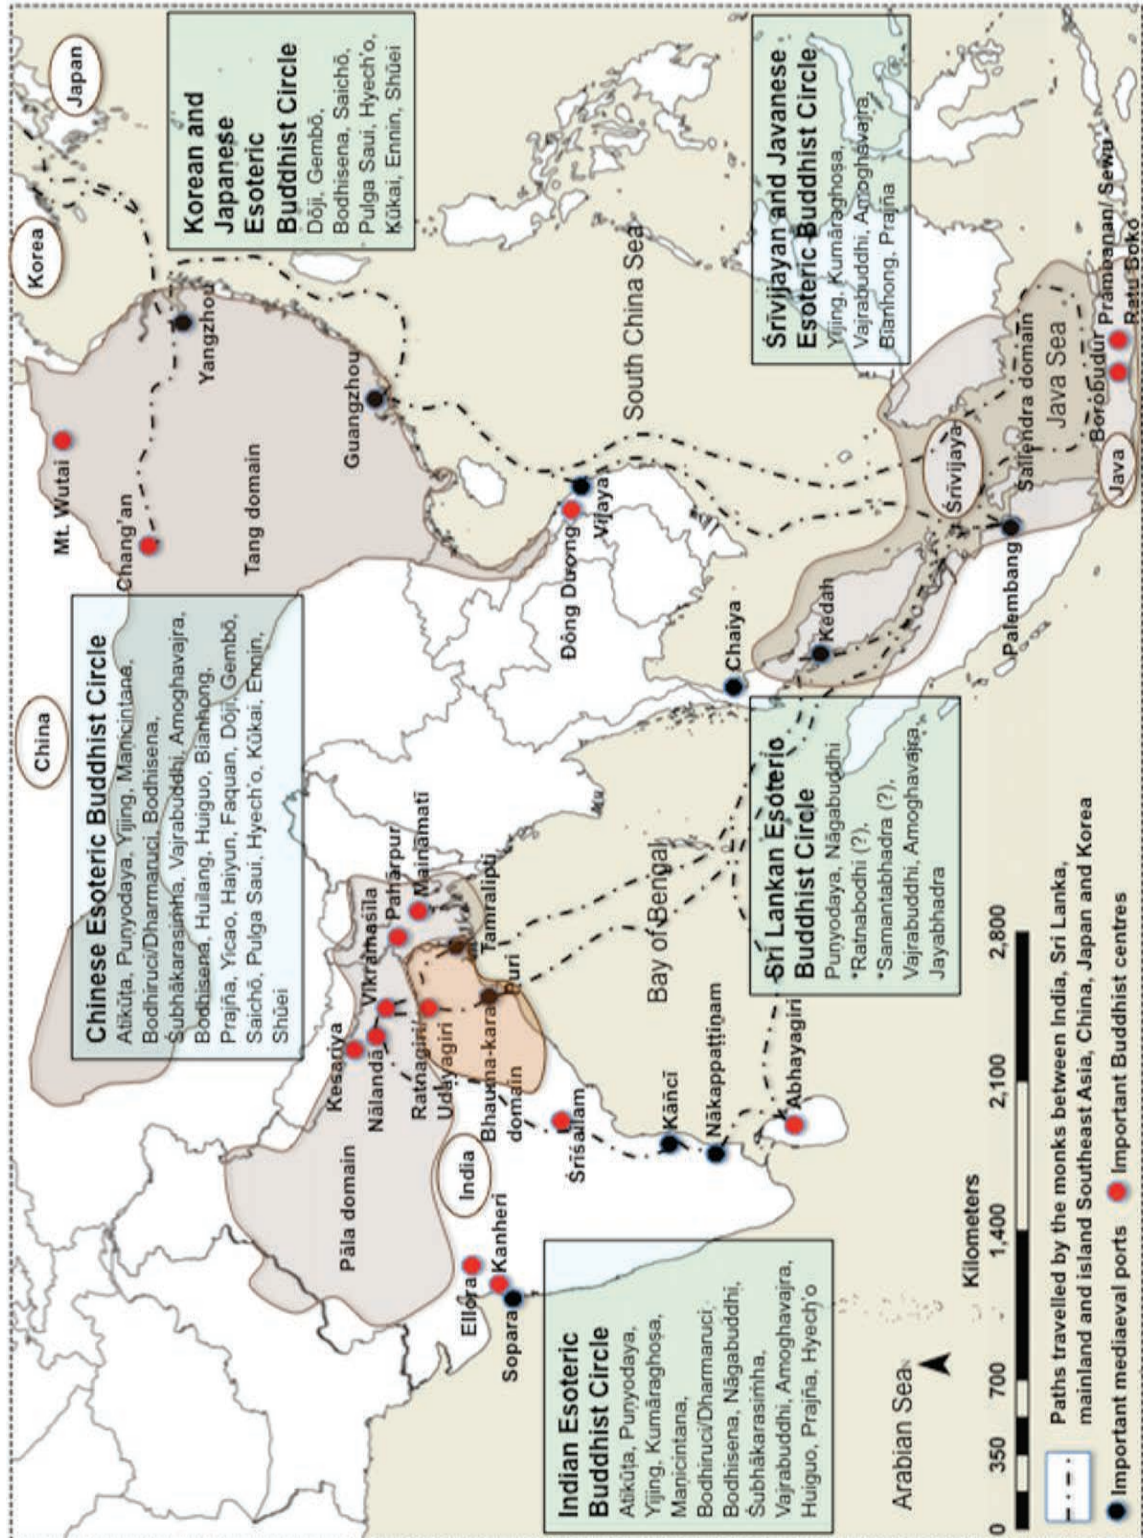 China
Korea
Japan
Chinese Esoteric Buddhist Circle
Atikūṭa, Puṇyodaya, Yijing, Maṇicintana,
Bodhiruci/Dharmaruci, Bodhisena,
Śubhākarasiṁha, Vajrabuddhi, Amoghavajra,
Bodhisena, Huilang, Huiguo, Bianhong,
Prajña, Yicao, Haiyun, Faquan, Dōji, Gembō,
Saichō, Pulga Saui, Hyech'o, Kūkai, Ennin,
Shūei
Mt. Wutai
Chang'an
Yangzhou
Tang domain
Guangzhou
Korean and
Japanese
Esoteric
Buddhist Circle
Dōji, Gembō,
Bodhisena, Saichō,
Pulga Saui, Hyech'o,
Kūkai, Ennin, Shūei
Pāla domain
Kesariya
Nālandā
Vikramaśīla
Pahārpur
Maināmatī
Ratnagiri/
Udayagiri
Tamralipti
Bhauma-kara
domain
Puri
India
Ellora
Kanheri
Sopara
Śrīśailam
Kāñcī
Nākappaṭṭiṉam
Abhayagiri
Bay of Bengal
Đông Dương
Vijaya
South China Sea
Chaiya
Kedah
Śrīvijaya
Palembang
Śailendra domain
Java Sea
Borobudur
Prambanan/ Sewu
Ratu Boko
Java
Indian Esoteric
Buddhist Circle
Atikūṭa, Puṇyodaya,
Yijing, Kumāraghoṣa,
Maṇicintana,
Bodhiruci/Dharmaruci,
Bodhisena, Nāgabuddhi,
Śubhākarasiṁha,
Vajrabuddhi, Amoghavajra,
Huiguo, Prajña, Hyech'o
Sri Lankan Esoteric
Buddhist Circle
Puṇyodaya, Nāgabuddhi
*Ratnabodhi (?),
*Samantabhadra (?),
Vajrabuddhi, Amoghavajra,
Jayabhadra
Śrīvijayan and Javanese
Esoteric Buddhist Circle
Yijing, Kumāraghoṣa,
Vajrabuddhi, Amoghavajra,
Bianhong, Prajña
Arabian Sea
N
Kilometers
0 350 700 1,400 2,100 2,800
Paths travelled by the monks between India, Sri Lanka,
mainland and island Southeast Asia, China, Japan and Korea
Important mediaeval ports
Important Buddhist centres